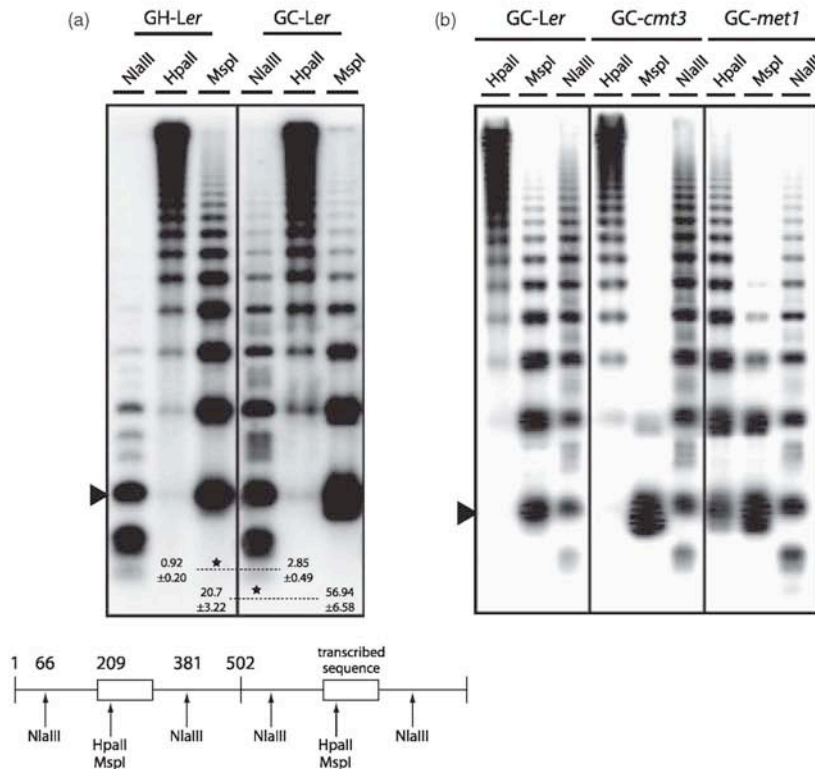 (a)
GH-Ler
GC-Ler
NlaIII
HpaII
MspI
NlaIII
HpaII
MspI
0.92
±0.20
★
2.85
±0.49
20.7
±3.22
★
56.94
±6.58
(b)
GC-Ler
GC-cmt3
GC-met1
HpaII
MspI
NlaIII
HpaII
MspI
NlaIII
HpaII
MspI
NlaIII
1 66 209 381 502 transcribed
sequence
NlaIII
HpaII
MspI
NlaIII
NlaIII
HpaII
MspI
NlaIII